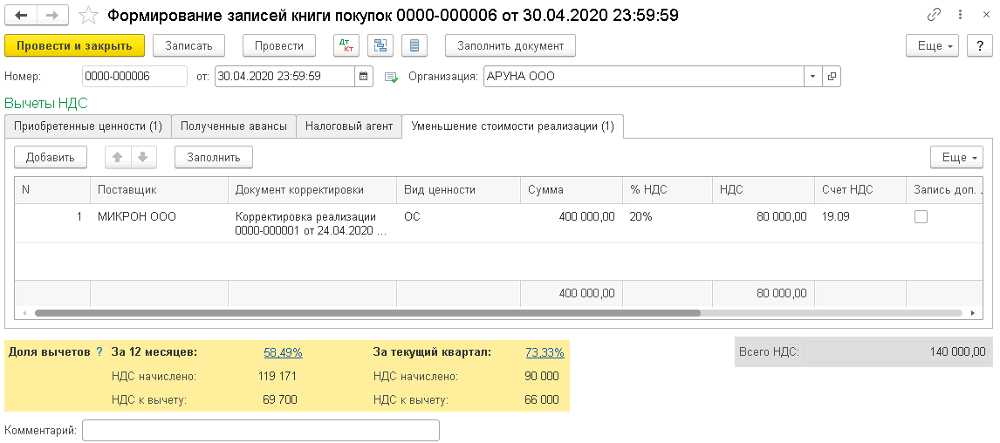 Формирование записей книги покупок 0000-000006 от 30.04.2020 23:59:59
Провести и закрыть Записать Провести Дт Кт Заполнить документ Еще ?
Номер: 0000-000006 от: 30.04.2020 23:59:59 Организация: АРУНА ООО
Вычеты НДС
Приобретенные ценности (1) Полученные авансы Налоговый агент Уменьшение стоимости реализации (1)
Добавить Заполнить Еще
N Поставщик Документ корректировки Вид ценности Сумма % НДС НДС Счет НДС Запись доп. .
1 МИКРОН ООО Корректировка реализации ОС 400 000,00 20% 80 000,00 19.09
0000-000001 от 24.04.2020 ...
400 000,00 80 000,00
Доля вычетов ? За 12 месяцев: 58,49% За текущий квартал: 73,33% Всего НДС: 140 000,00
НДС начислено: 119 171 НДС начислено: 90 000
НДС к вычету: 69 700 НДС к вычету: 66 000
Комментарий: